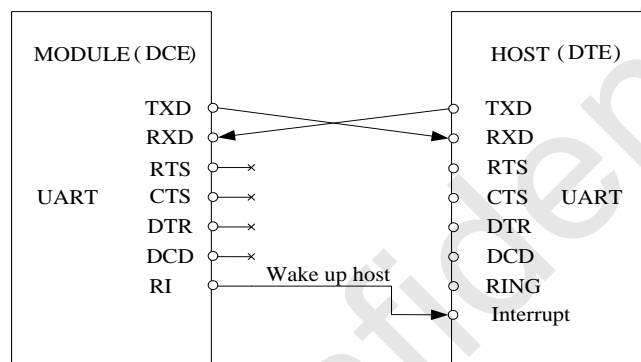 MODULE (DCE)
HOST (DTE)
TXD
TXD
RXD
RXD
RTS
RTS
UART
CTS
CTS
UART
DTR
DTR
DCD
DCD
RI
Wake up host
RING
Interrupt